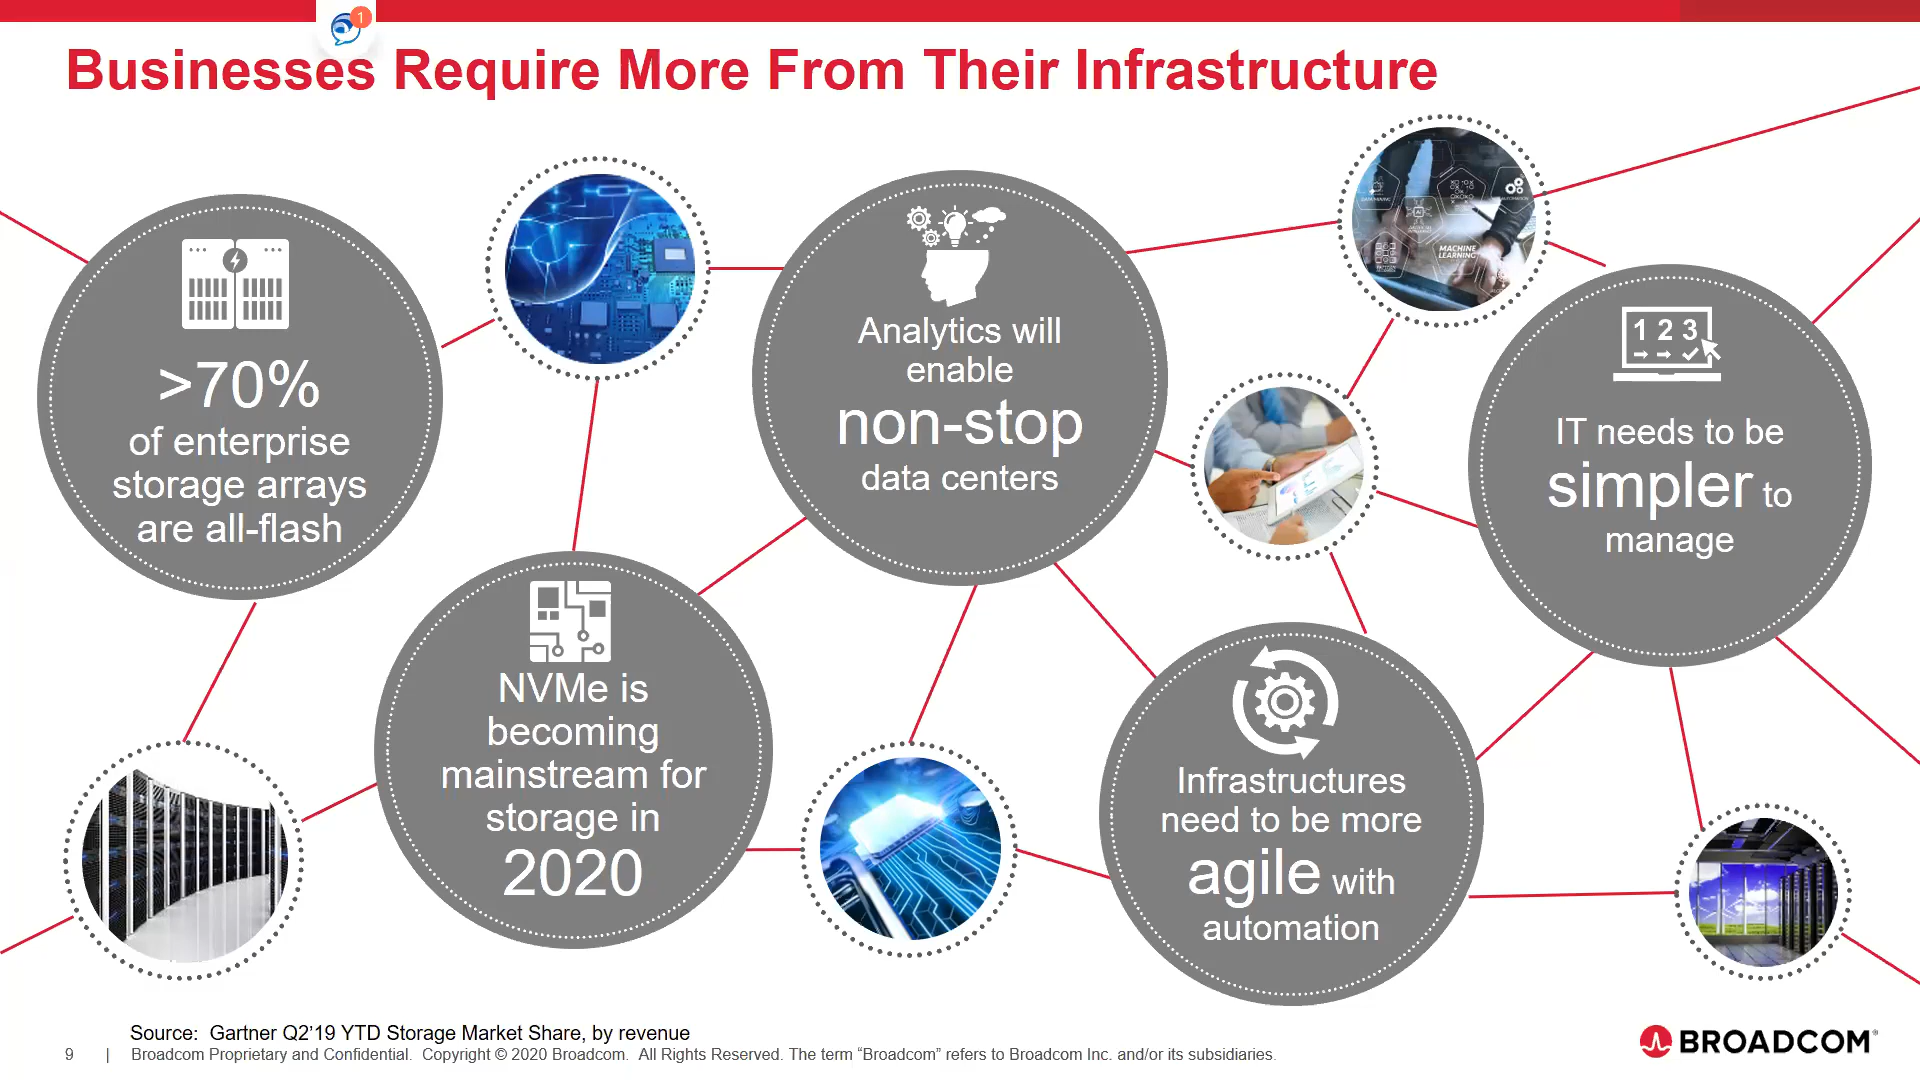 1
Businesses Require More From Their Infrastructure
>70%
of enterprise
storage arrays
are all-flash
Analytics will
enable
non-stop
data centers
MACHINE
LEARNING
1 2 3
IT needs to be
simpler to
manage
NVMe is
becoming
mainstream for
storage in
2020
Infrastructures
need to be more
agile with
automation
Source:  Gartner Q2’19 YTD Storage Market Share, by revenue
9 | Broadcom Proprietary and Confidential.  Copyright © 2020 Broadcom.  All Rights Reserved. The term “Broadcom” refers to Broadcom Inc. and/or its subsidiaries.
BROADCOM®